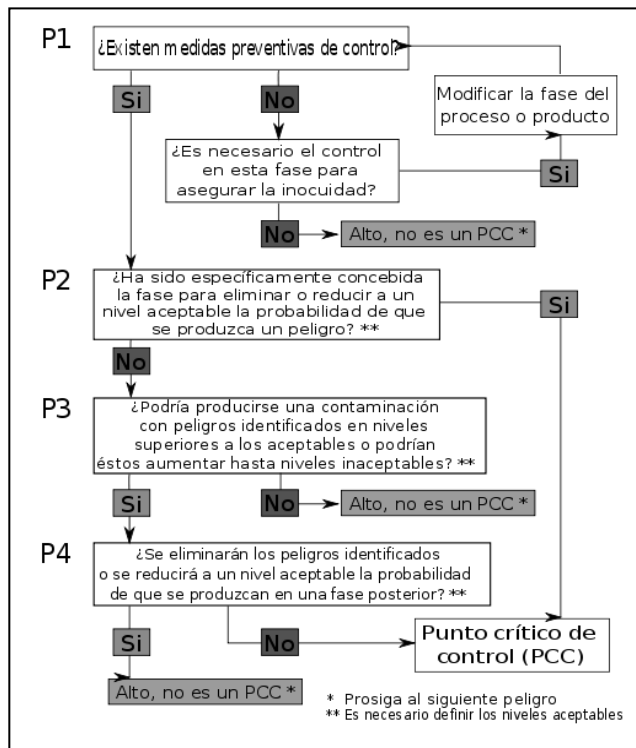 P1
¿Existen medidas preventivas de control?
Si
No
Modificar la fase del
proceso o producto
¿Es necesario el control
en esta fase para
asegurar la inocuidad?
Si
No
Alto, no es un PCC *
P2
¿Ha sido específicamente concebida
la fase para eliminar o reducir a un
nivel aceptable la probabilidad de que
se produzca un peligro? **
Si
No
P3
¿Podría producirse una contaminación
con peligros identificados en niveles
superiores a los aceptables o podrían
éstos aumentar hasta niveles inaceptables? **
Si
No
Alto, no es un PCC *
P4
¿Se eliminarán los peligros identificados
o se reducirá a un nivel aceptable la probabilidad
de que se produzcan en una fase posterior? **
Si
No
Punto crítico de
control (PCC)
Alto, no es un PCC *
* Prosiga al siguiente peligro
** Es necesario definir los niveles aceptables